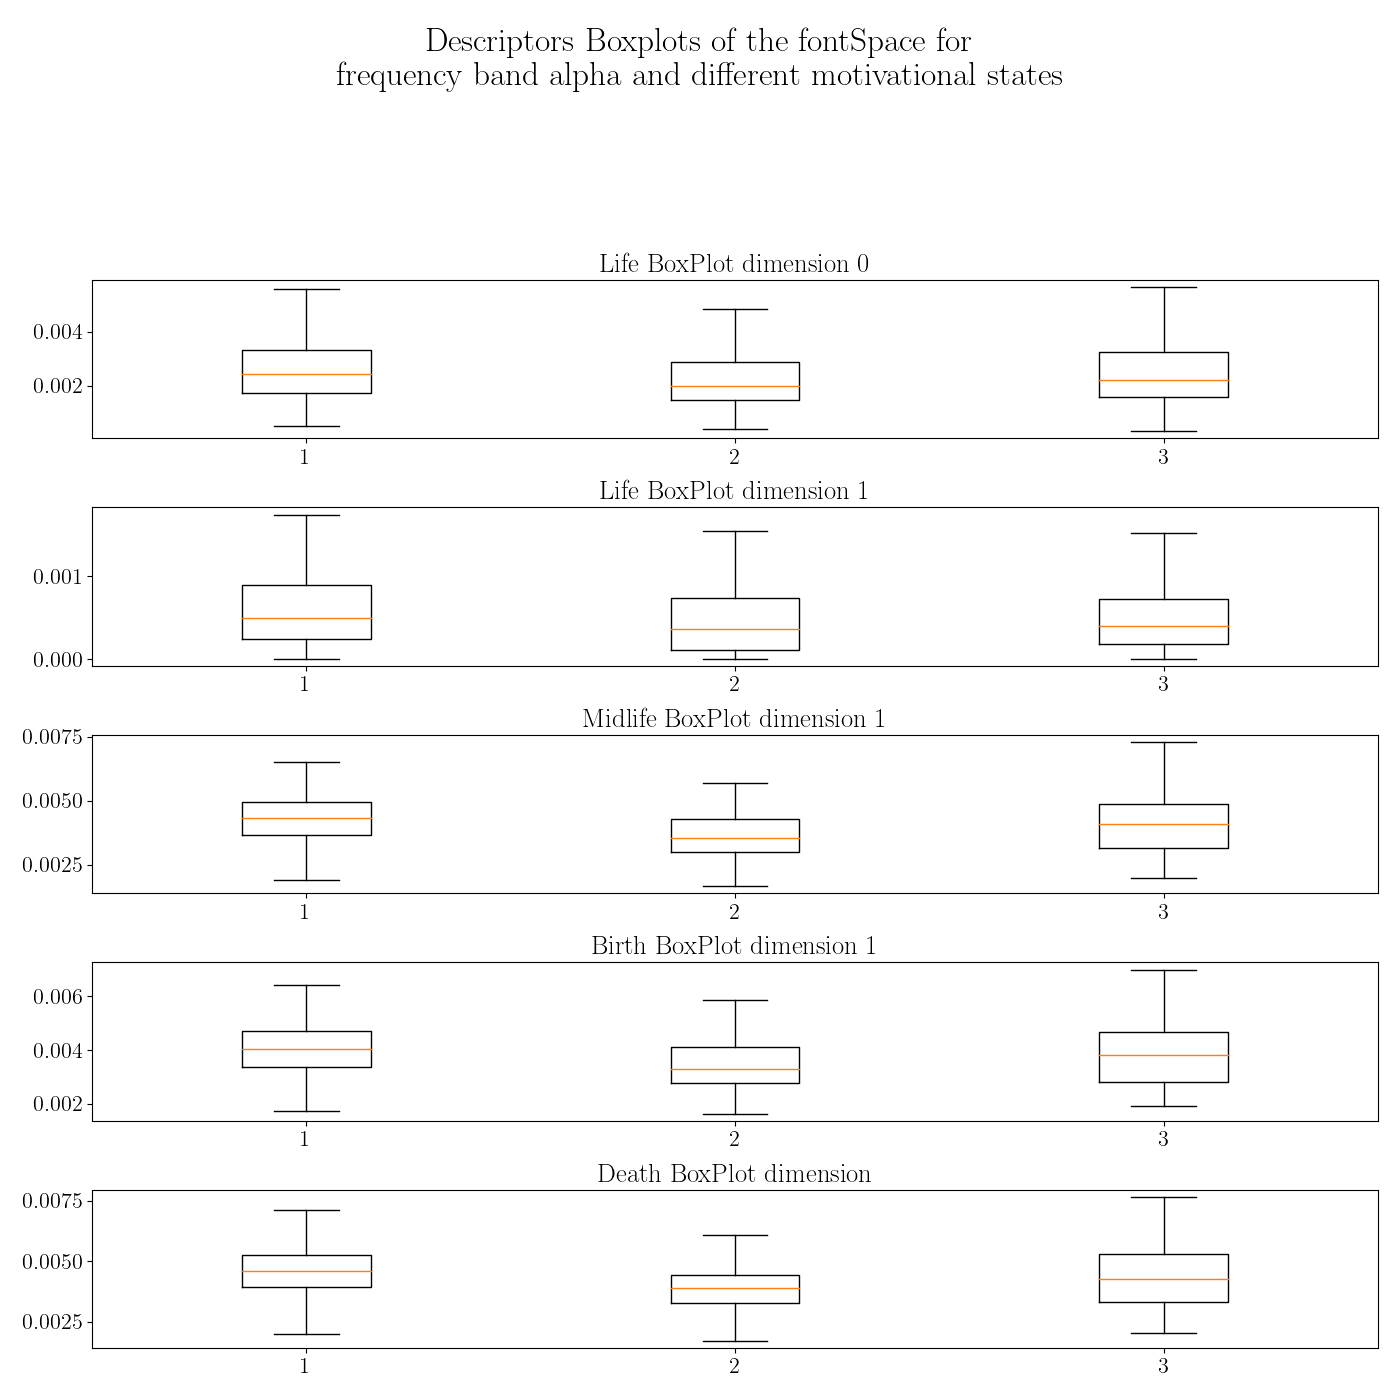 Descriptors Boxplots of the fontSpace for
frequency band alpha and different motivational states
Life BoxPlot dimension 0
0.004
0.002
1 2 3
Life BoxPlot dimension 1
0.001
0.000
1 2 3
Midlife BoxPlot dimension 1
0.0075
0.0050
0.0025
1 2 3
Birth BoxPlot dimension 1
0.006
0.004
0.002
1 2 3
Death BoxPlot dimension
0.0075
0.0050
0.0025
1 2 3